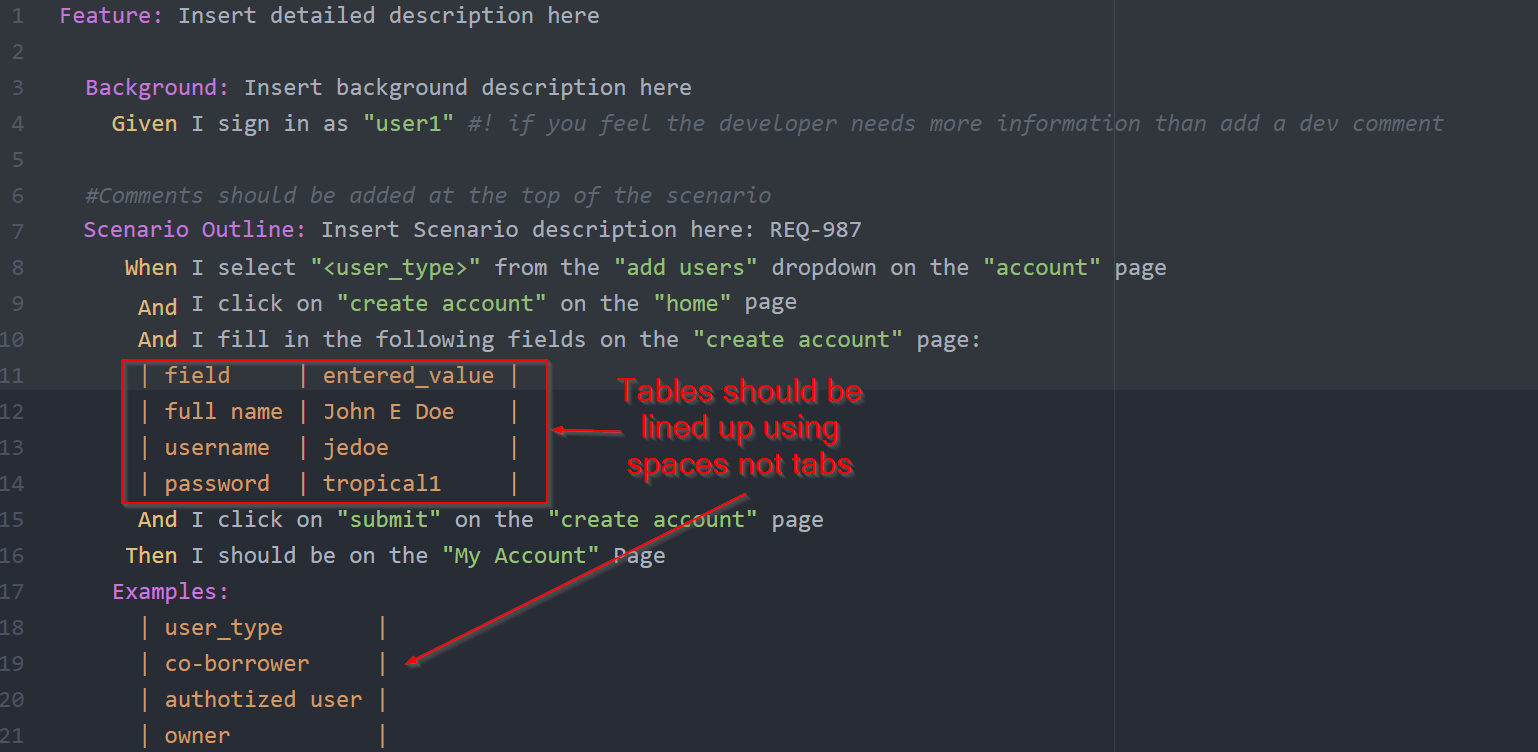 1 Feature: Insert detailed description here
2
3 Background: Insert background description here
4 Given I sign in as "user1" #! if you feel the developer needs more information than add a dev comment
5
6 #Comments should be added at the top of the scenario
7 Scenario Outline: Insert Scenario description here: REQ-987
8 When I select "<user_type>" from the "add users" dropdown on the "account" page
9 And I click on "create account" on the "home" page
10 And I fill in the following fields on the "create account" page:
11 | field | entered_value |
12 | full name | John E Doe |
13 | username | jedoe |
14 | password | tropical1 |
Tables should be
lined up using
spaces not tabs
15 And I click on "submit" on the "create account" page
16 Then I should be on the "My Account" Page
17 Examples:
18 | user_type |
19 | co-borrower |
20 | authotized user |
21 | owner |